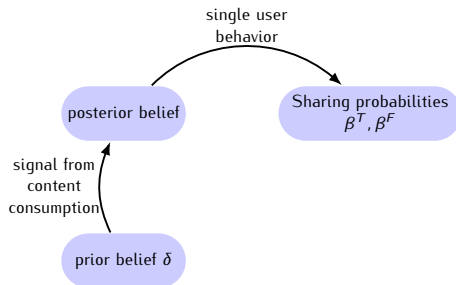 single user
behavior
posterior belief
Sharing probabilities
β^T, β^F
signal from
content
consumption
prior belief δ